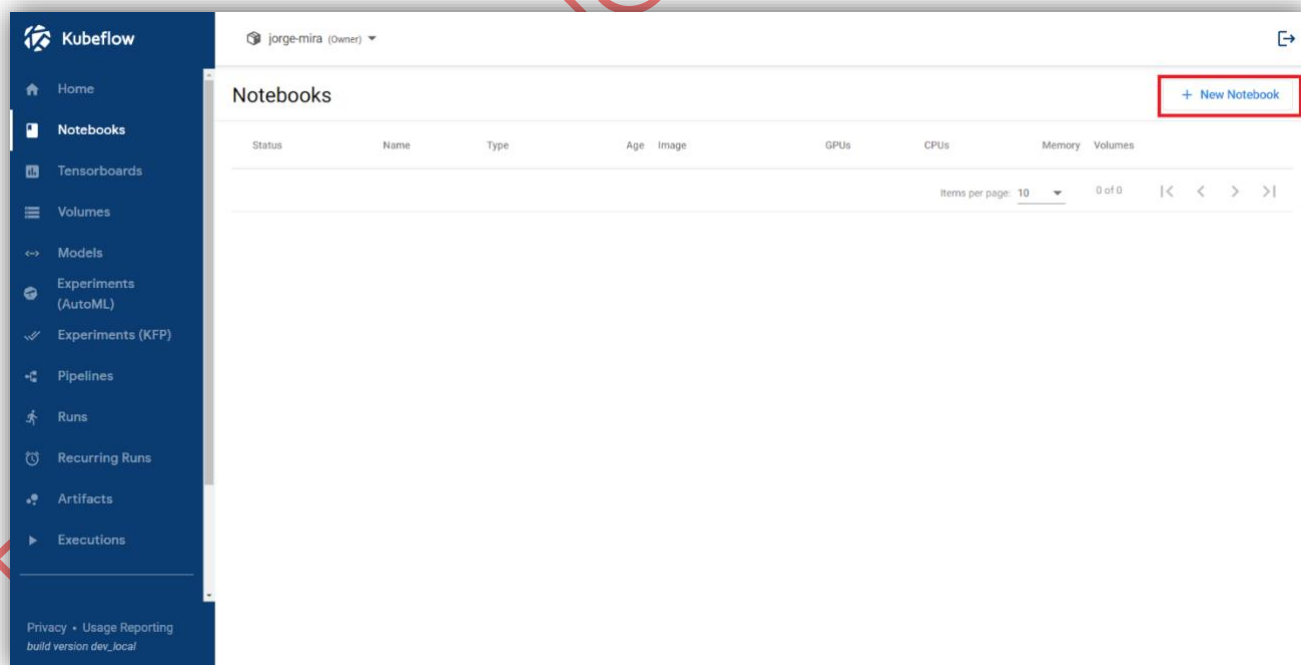 Kubeflow
jorge-mira (Owner)
Home
Notebooks
Tensorboards
Volumes
Models
Experiments
(AutoML)
Experiments (KFP)
Pipelines
Runs
Recurring Runs
Artifacts
Executions
Privacy • Usage Reporting
build version dev_local
Notebooks
+ New Notebook
Status Name Type Age Image GPUs CPUs Memory Volumes
Items per page: 10 0 of 0